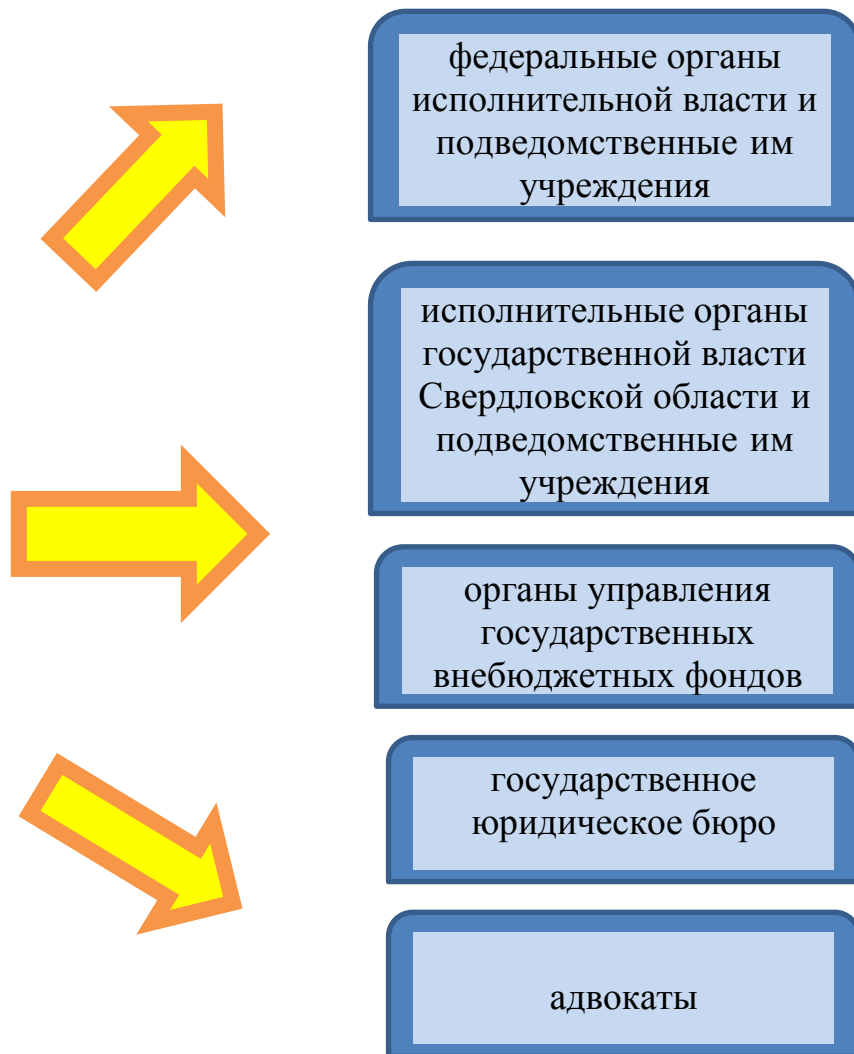 федеральные органы
исполнительной власти и
подведомственные им
учреждения
исполнительные органы
государственной власти
Свердловской области и
подведомственные им
учреждения
органы управления
государственных
внебюджетных фондов
государственное
юридическое бюро
адвокаты